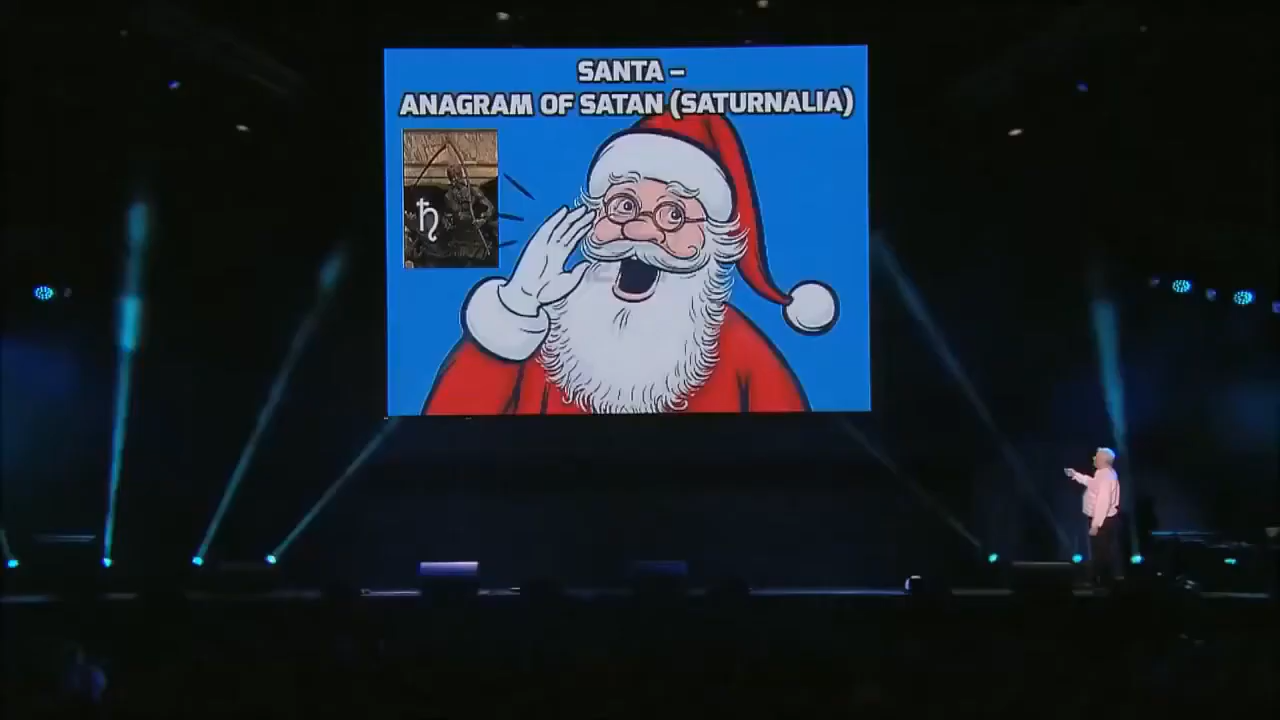 SANTA –
ANAGRAM OF SATAN (SATURNALIA)
♄